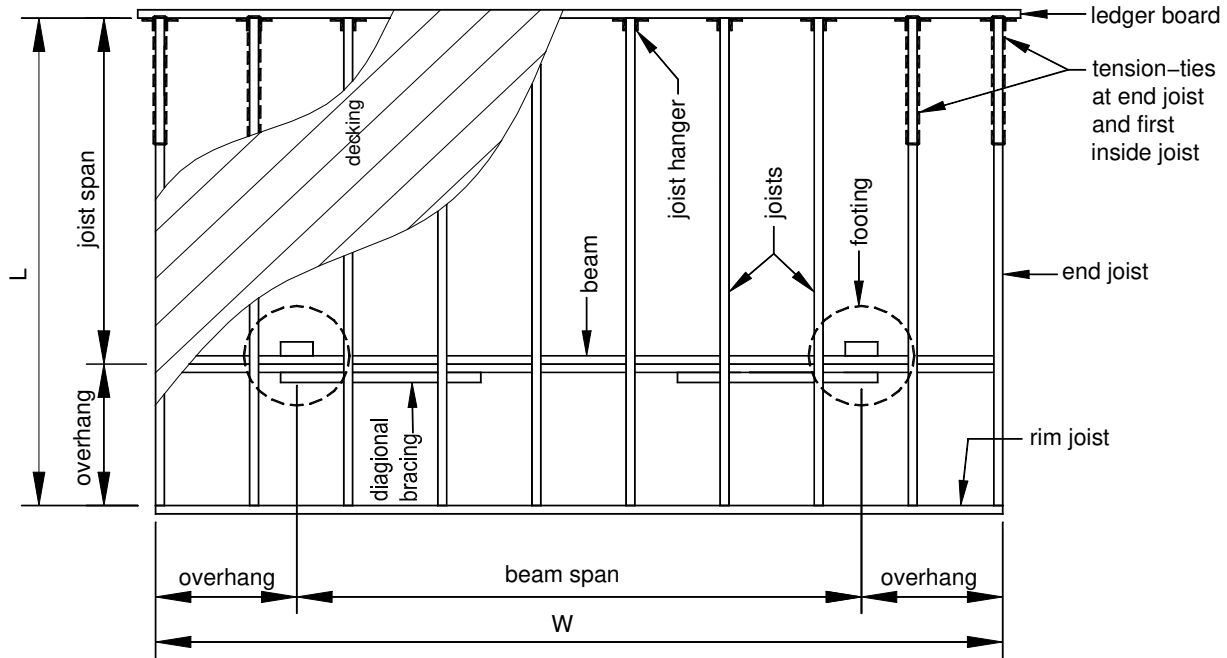 ledger board
tension-ties
at end joist
and first
inside joist
decking
joist hanger
joists
footing
joist span
L
beam
end joist
overhang
diagional
bracing
rim joist
overhang
beam span
overhang
W